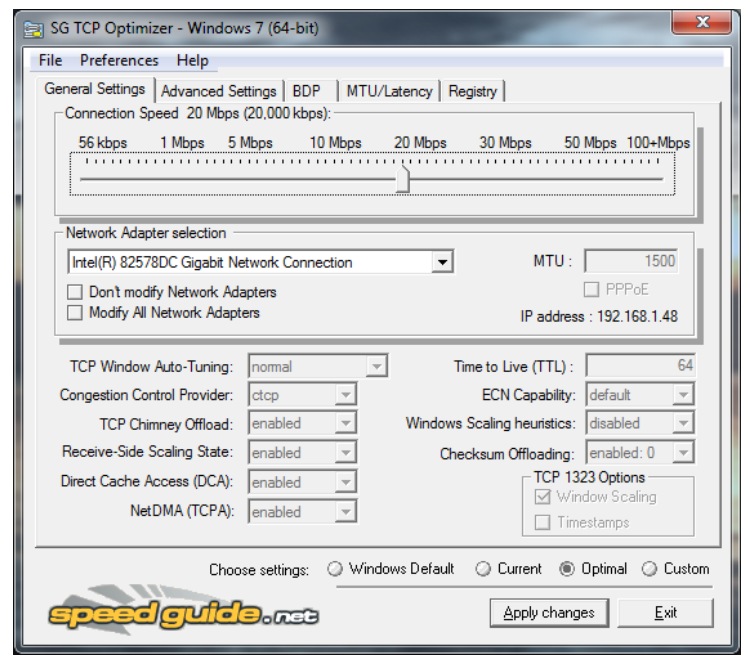 SG TCP Optimizer - Windows 7 (64-bit)
File Preferences Help
General Settings Advanced Settings BDP MTU/Latency Registry
Connection Speed 20 Mbps (20,000 kbps):
56 kbps 1 Mbps 5 Mbps 10 Mbps 20 Mbps 30 Mbps 50 Mbps 100+Mbps
Network Adapter selection
Intel(R) 82578DC Gigabit Network Connection MTU : 1500
Don't modify Network Adapters PPPoE
Modify All Network Adapters IP address : 192.168.1.48
TCP Window Auto-Tuning: normal Time to Live (TTL) : 64
Congestion Control Provider: ctcp ECN Capability: default
TCP Chimney Offload: enabled Windows Scaling heuristics: disabled
Receive-Side Scaling State: enabled Checksum Offloading: enabled: 0
Direct Cache Access (DCA): enabled TCP 1323 Options
Window Scaling
NetDMA (TCPA): enabled Timestamps
Choose settings: Windows Default Current Optimal Custom
speedguide.net Apply changes Exit